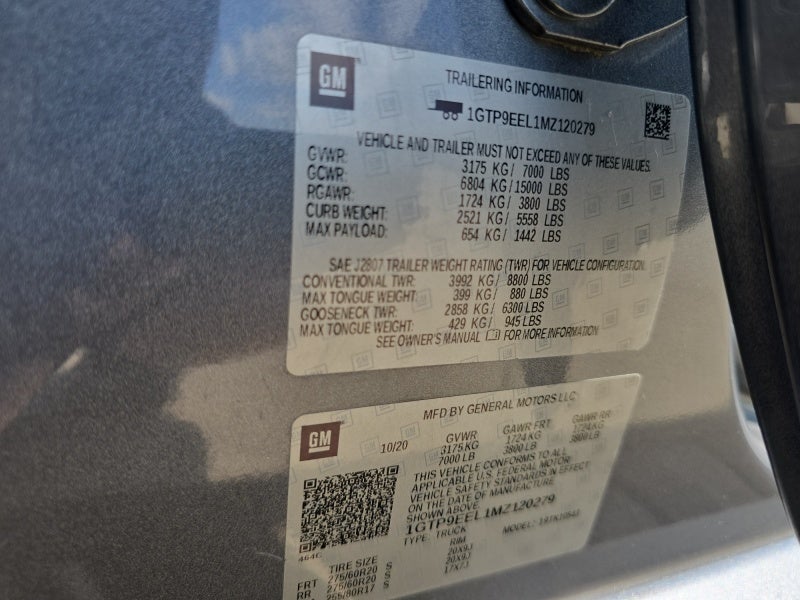 GM
TRAILERING INFORMATION
1GTP9EEL1MZ120279
VEHICLE AND TRAILER MUST NOT EXCEED ANY OF THESE VALUES.
GVWR: 3175 KG / 7000 LBS
GCWR: 6804 KG / 15000 LBS
RGAWR: 1724 KG / 3800 LBS
CURB WEIGHT: 2521 KG / 5558 LBS
MAX PAYLOAD: 654 KG / 1442 LBS
SAE J2807 TRAILER WEIGHT RATING (TWR) FOR VEHICLE CONFIGURATION.
CONVENTIONAL TWR: 3992 KG / 8800 LBS
MAX TONGUE WEIGHT: 399 KG / 880 LBS
GOOSENECK TWR: 2858 KG / 6300 LBS
MAX TONGUE WEIGHT: 429 KG / 945 LBS
SEE OWNER'S MANUAL FOR MORE INFORMATION
GM
MFD BY GENERAL MOTORS LLC
10/20 GVWR GAWR FRT GAWR RR
3175 KG 1724 KG 1724 KG
7000 LB 3800 LB 3800 LB
THIS VEHICLE CONFORMS TO ALL
APPLICABLE U.S. FEDERAL MOTOR
VEHICLE SAFETY STANDARDS IN EFFECT
ON THE DATE OF MANUFACTURE
1GTP9EEL1MZ120279
TYPE: TRUCK MODEL:
464C
TIRE SIZE RIM
FRT 275/60R20 S 20X9J
RR 275/60R20 S 20X9J
255/80R17 S 17X7J